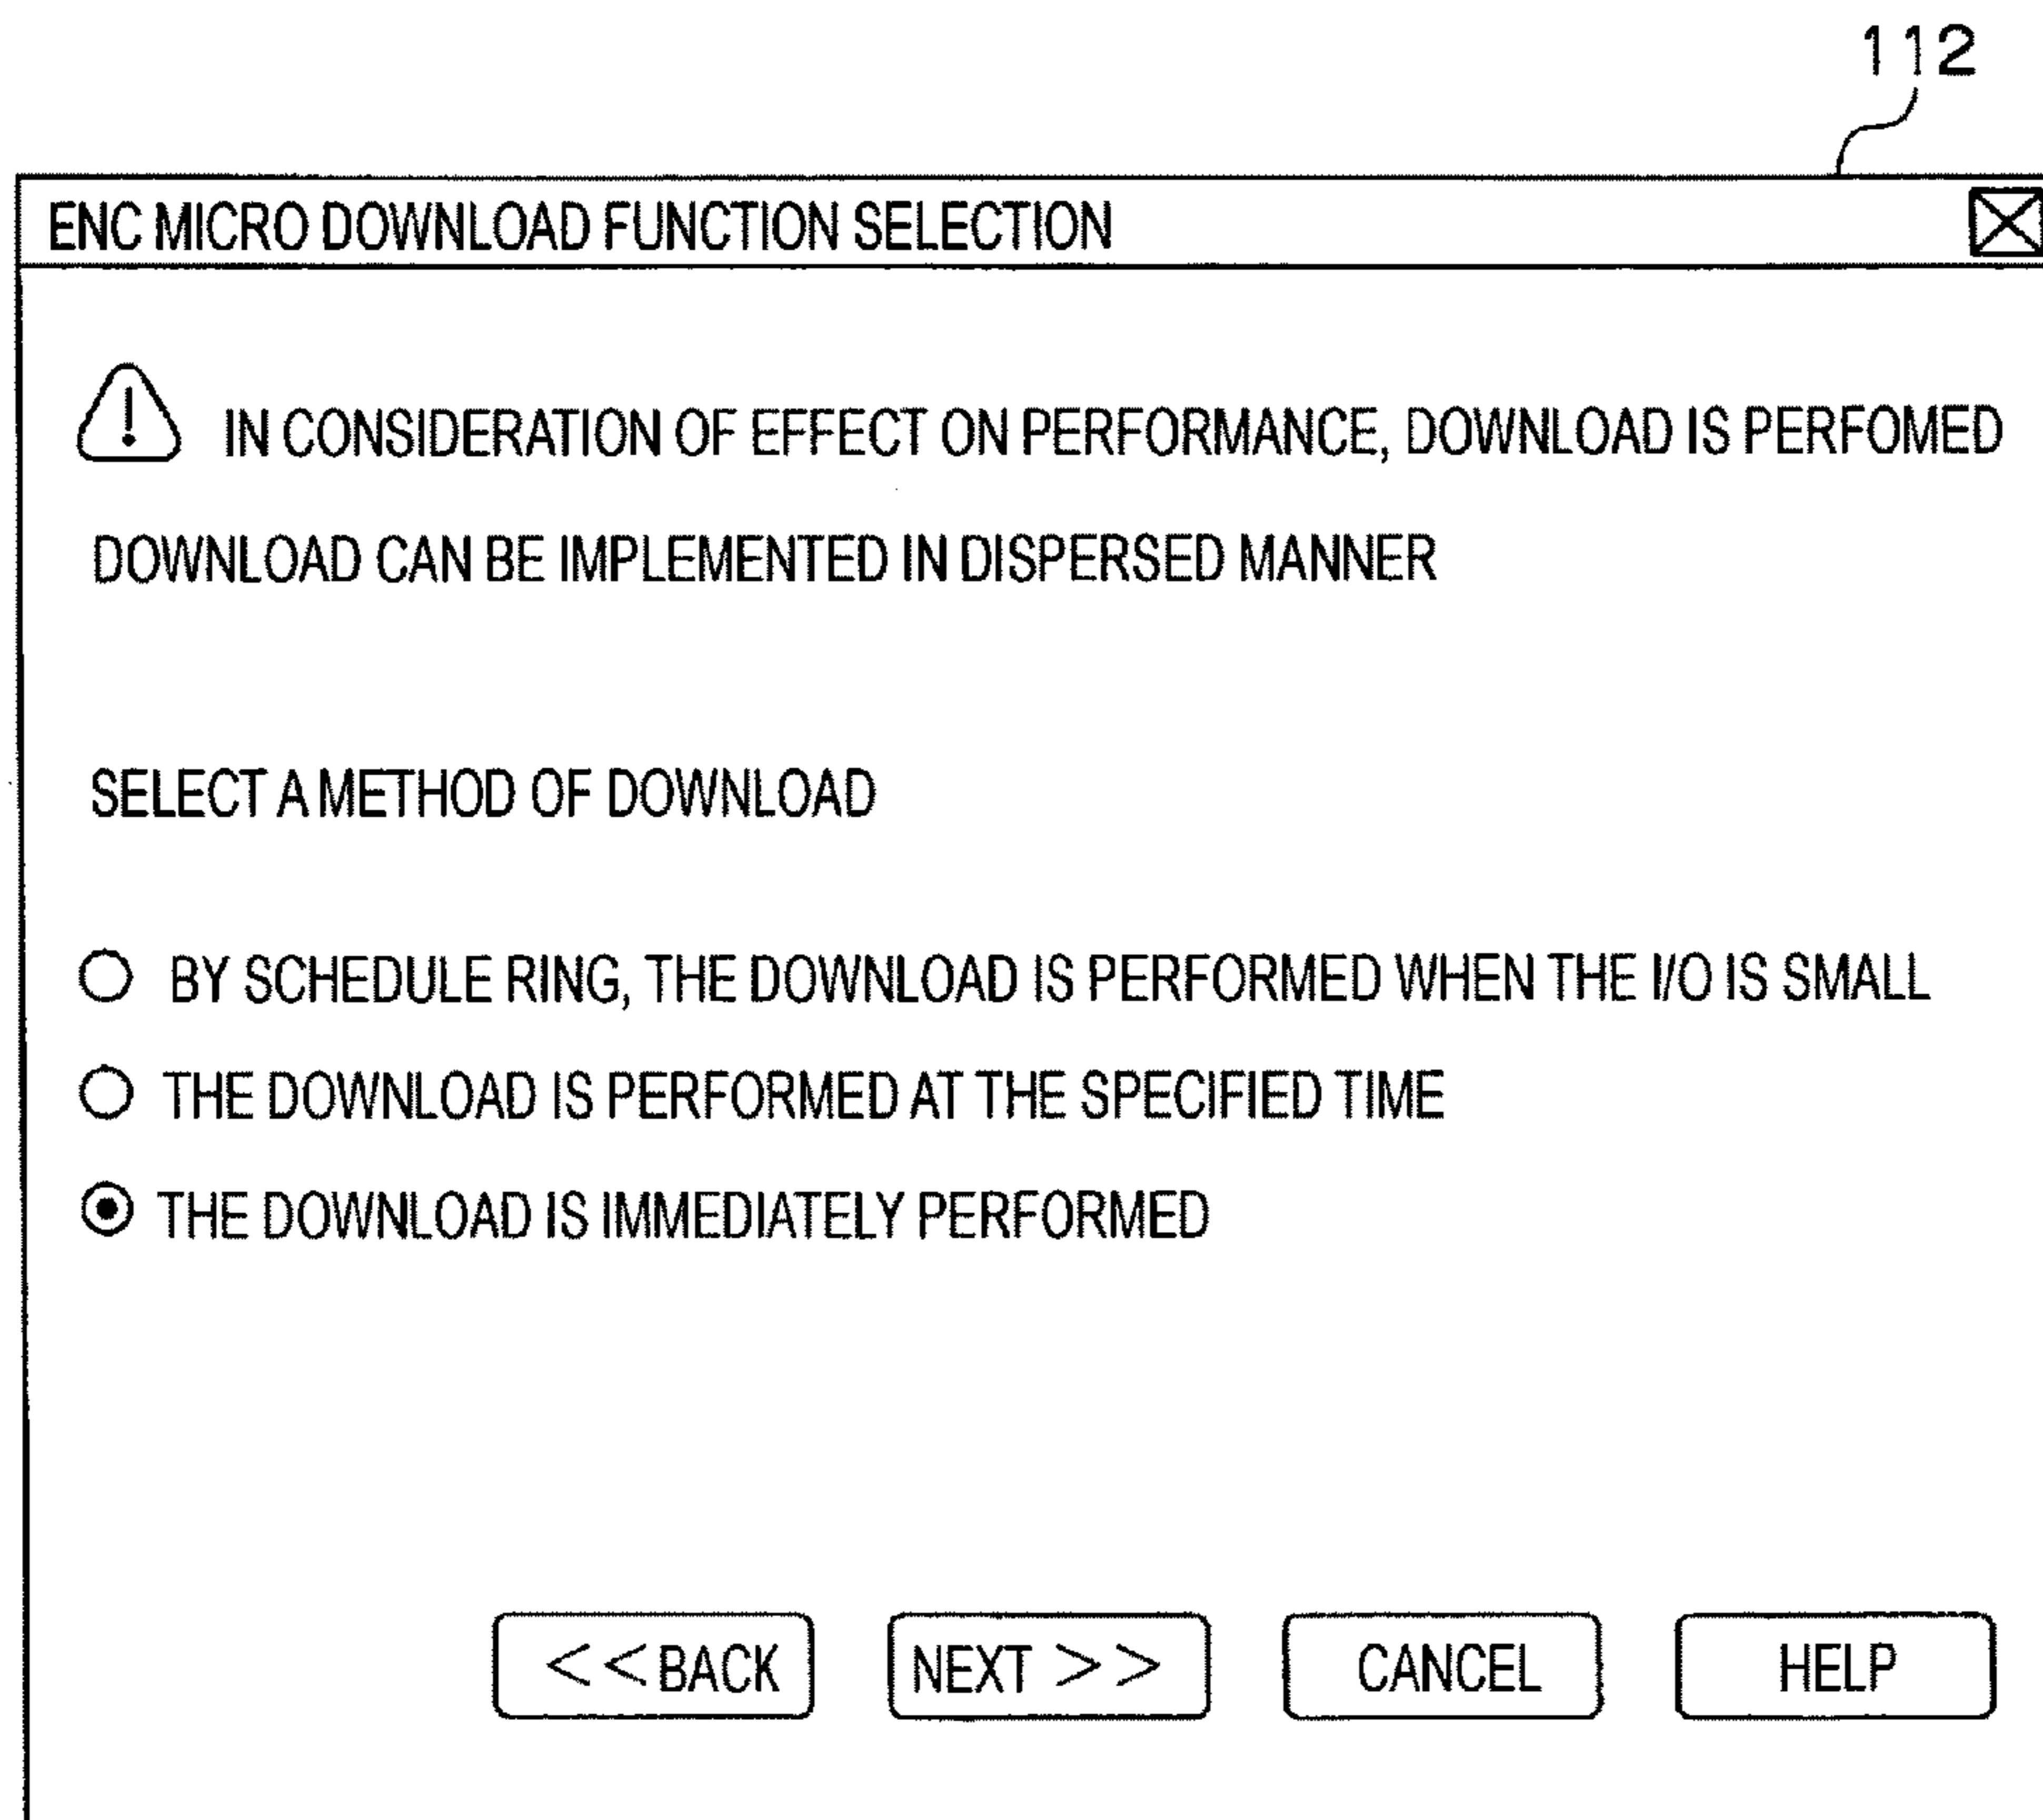 112
ENC MICRO DOWNLOAD FUNCTION SELECTION
! IN CONSIDERATION OF EFFECT ON PERFORMANCE, DOWNLOAD IS PERFOMED
DOWNLOAD CAN BE IMPLEMENTED IN DISPERSED MANNER
SELECT A METHOD OF DOWNLOAD
BY SCHEDULE RING, THE DOWNLOAD IS PERFORMED WHEN THE I/O IS SMALL
THE DOWNLOAD IS PERFORMED AT THE SPECIFIED TIME
THE DOWNLOAD IS IMMEDIATELY PERFORMED
<<BACK NEXT >> CANCEL HELP